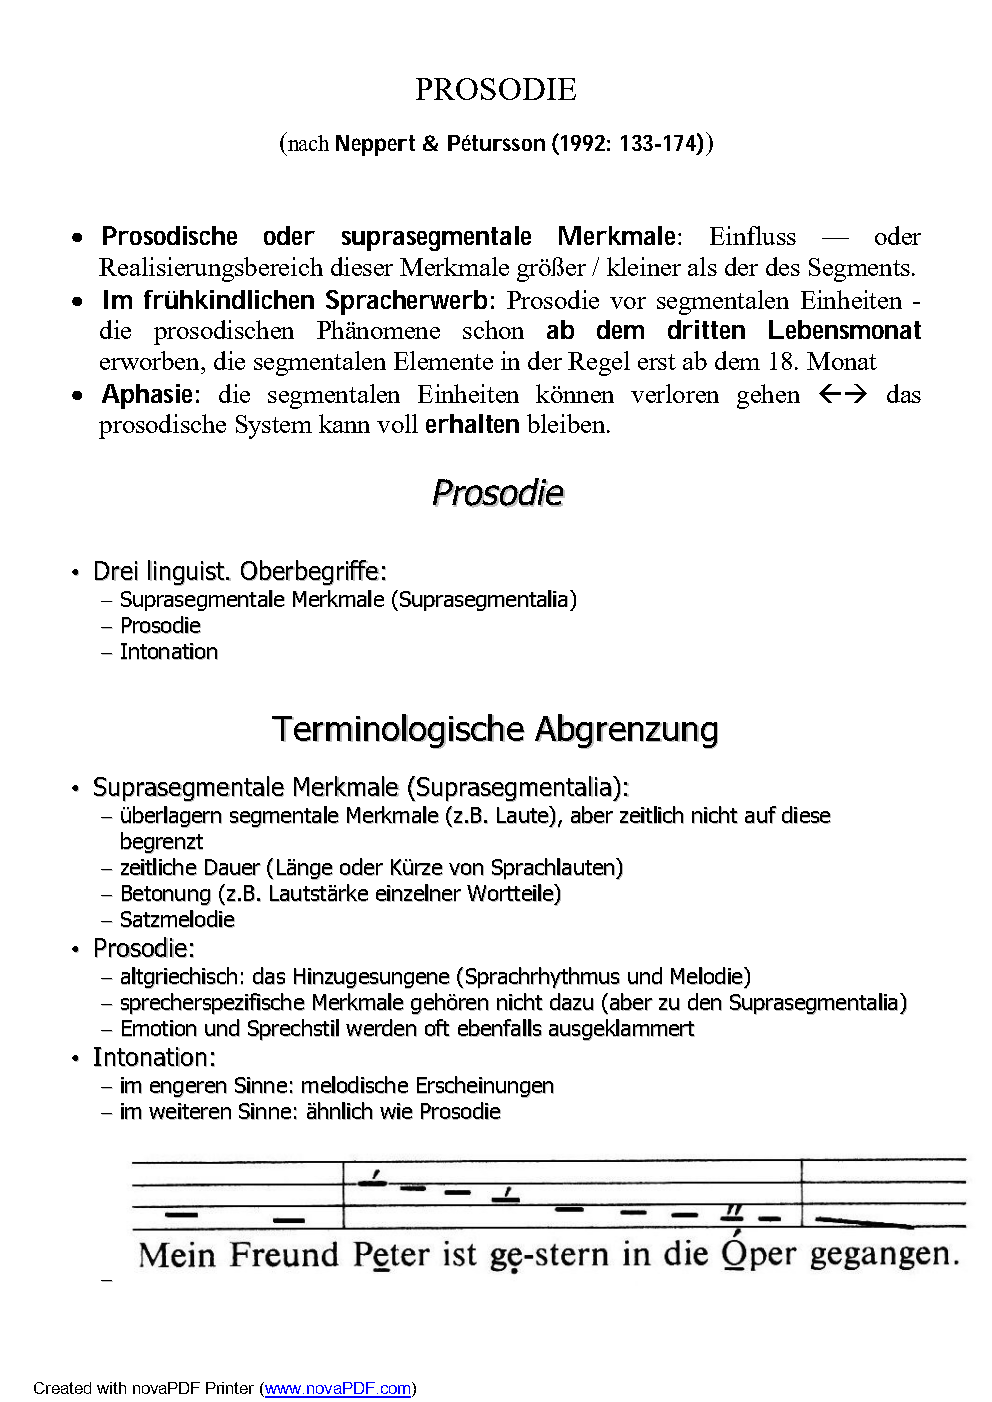 PROSODIE
(nach Neppert & Pétursson (1992: 133-174))
• Prosodische oder suprasegmentale Merkmale: Einfluss — oder
Realisierungsbereich dieser Merkmale größer / kleiner als der des Segments.
• Im frühkindlichen Spracherwerb: Prosodie vor segmentalen Einheiten -
die prosodischen Phänomene schon ab dem dritten Lebensmonat
erworben, die segmentalen Elemente in der Regel erst ab dem 18. Monat
• Aphasie: die segmentalen Einheiten können verloren gehen ←→ das
prosodische System kann voll erhalten bleiben.
Prosodie
• Drei linguist. Oberbegriffe:
– Suprasegmentale Merkmale (Suprasegmentalia)
– Prosodie
– Intonation
Terminologische Abgrenzung
• Suprasegmentale Merkmale (Suprasegmentalia):
– überlagern segmentale Merkmale (z.B. Laute), aber zeitlich nicht auf diese
begrenzt
– zeitliche Dauer (Länge oder Kürze von Sprachlauten)
– Betonung (z.B. Lautstärke einzelner Wortteile)
– Satzmelodie
• Prosodie:
– altgriechisch: das Hinzugesungene (Sprachrhythmus und Melodie)
– sprecherspezifische Merkmale gehören nicht dazu (aber zu den Suprasegmentalia)
– Emotion und Sprechstil werden oft ebenfalls ausgeklammert
• Intonation:
– im engeren Sinne: melodische Erscheinungen
– im weiteren Sinne: ähnlich wie Prosodie
Mein Freund Pe̲ter ist ge̲̣-stern in die Ó̲per gegangen.
–
Created with novaPDF Printer (www.novaPDF.com)